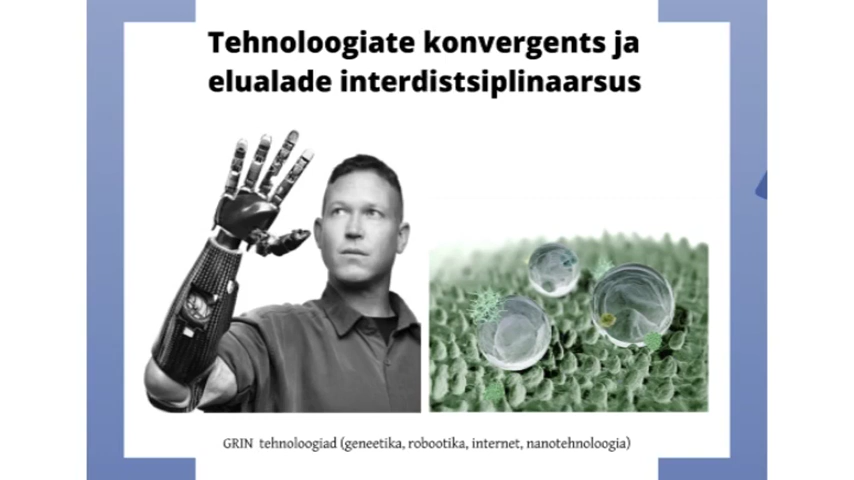 Tehnoloogiate konvergents ja
elualade interdistsiplinaarsus
GRIN tehnoloogiad (geneetika, robootika, internet, nanotehnoloogia)